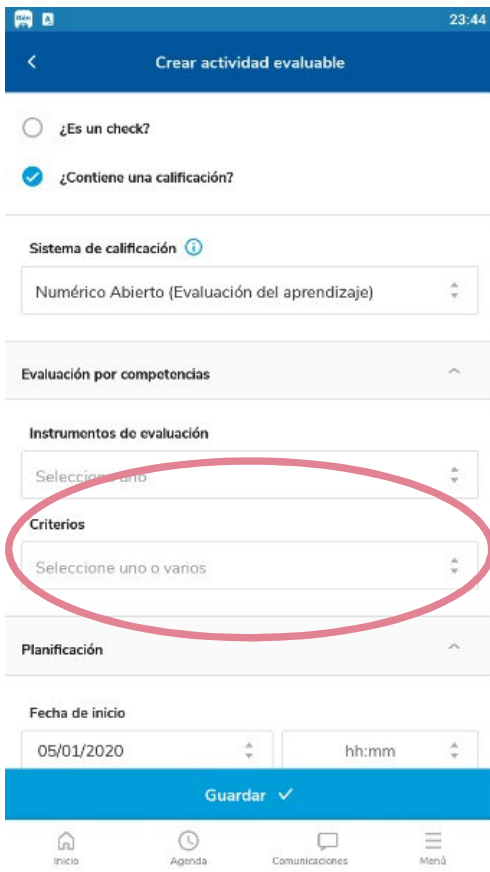 23:44
Crear actividad evaluable
¿Es un check?
¿Contiene una calificación?
Sistema de calificación
Numérico Abierto (Evaluación del aprendizaje)
Evaluación por competencias
Instrumentos de evaluación
Seleccione uno
Criterios
Seleccione uno o varios
Planificación
Fecha de inicio
05/01/2020 hh:mm
Guardar
Inicio Agenda Comunicaciones Menú